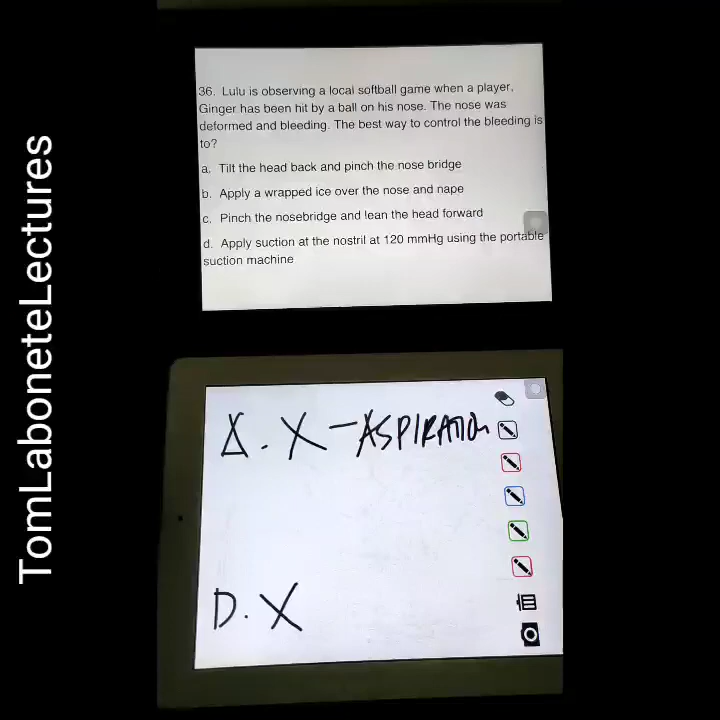 TomLaboneteLectures
36. Lulu is observing a local softball game when a player,
Ginger has been hit by a ball on his nose. The nose was
deformed and bleeding. The best way to control the bleeding is
to?
a. Tilt the head back and pinch the nose bridge
b. Apply a wrapped ice over the nose and nape
c. Pinch the nosebridge and lean the head forward
d. Apply suction at the nostril at 120 mmHg using the portable
suction machine
A. X - ASPIRATION
D. X